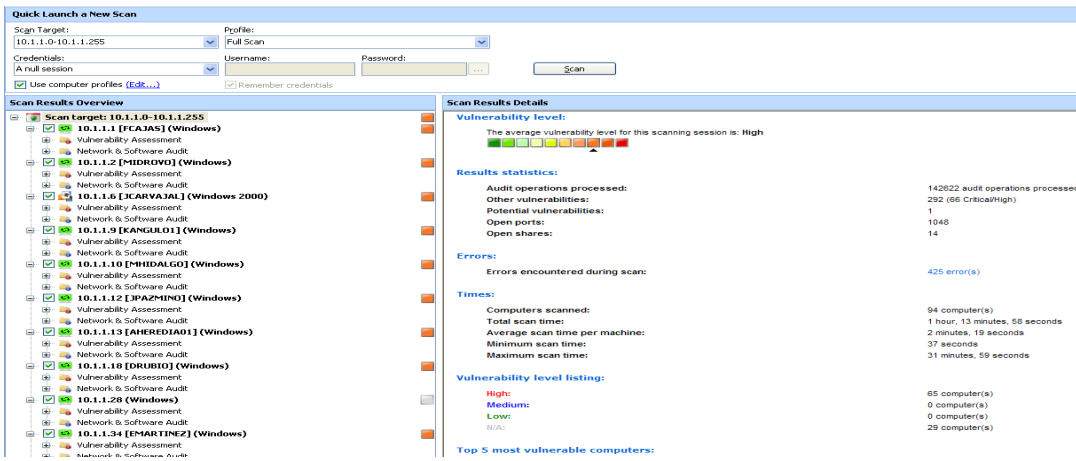 Quick Launch a New Scan
Scan Target:
Profile:
10.1.1.0-10.1.1.255
Full Scan
Credentials:
Username:
Password:
A null session
...
Scan
Use computer profiles (Edit...)
Remember credentials
Scan Results Overview
Scan target: 10.1.1.0-10.1.1.255
10.1.1.1 [FCAJAS] (Windows)
Vulnerability Assessment
Network & Software Audit
10.1.1.2 [MIDROVO] (Windows)
Vulnerability Assessment
Network & Software Audit
10.1.1.6 [JCARVAJAL] (Windows 2000)
Vulnerability Assessment
Network & Software Audit
10.1.1.9 [KANGULO1] (Windows)
Vulnerability Assessment
Network & Software Audit
10.1.1.10 [MHIDALGO] (Windows)
Vulnerability Assessment
Network & Software Audit
10.1.1.12 [JPAZMINO] (Windows)
Vulnerability Assessment
Network & Software Audit
10.1.1.13 [AHEREDIA01] (Windows)
Vulnerability Assessment
Network & Software Audit
10.1.1.18 [DRUBIO] (Windows)
Vulnerability Assessment
Network & Software Audit
10.1.1.28 (Windows)
Vulnerability Assessment
Network & Software Audit
10.1.1.34 [EMARTINEZ] (Windows)
Vulnerability Assessment
Network & Software Audit
Scan Results Details
Vulnerability level:
The average vulnerability level for this scanning session is: High
Results statistics:
Audit operations processed: 142622 audit operations processed
Other vulnerabilities: 292 (66 Critical/High)
Potential vulnerabilities: 1
Open ports: 1048
Open shares: 14
Errors:
Errors encountered during scan: 425 error(s)
Times:
Computers scanned: 94 computer(s)
Total scan time: 1 hour, 13 minutes, 58 seconds
Average scan time per machine: 2 minutes, 19 seconds
Minimum scan time: 37 seconds
Maximum scan time: 31 minutes, 59 seconds
Vulnerability level listing:
High: 65 computer(s)
Medium: 0 computer(s)
Low: 0 computer(s)
N/A: 29 computer(s)
Top 5 most vulnerable computers: